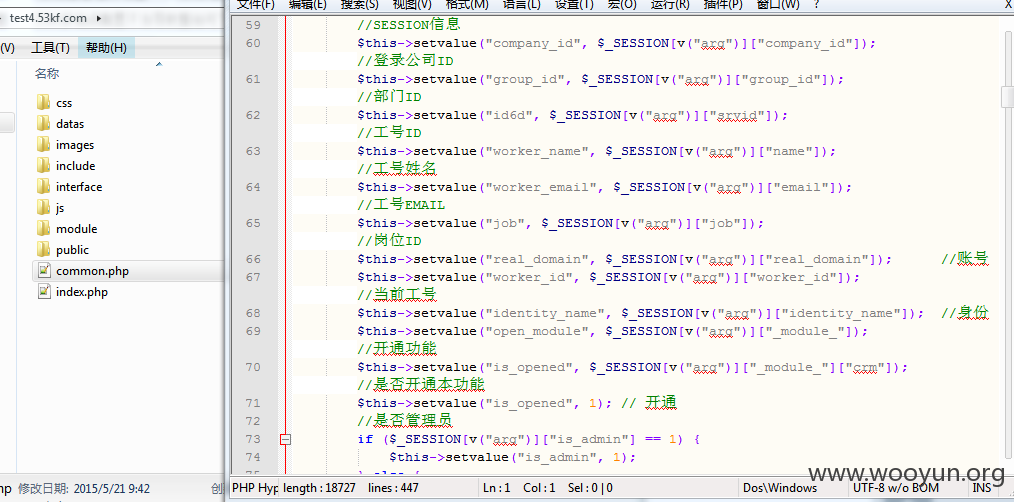 test4.53kf.com
(V) 工具(T) 帮助(H)
名称
css
datas
images
include
interface
js
module
public
common.php
index.php
修改日期: 2015/5/21 9:42
文件(F) 编辑(E) 搜索(S) 视图(V) 格式(M) 语言(L) 设置(T) 宏(O) 运行(R) 插件(P) 窗口(W) ? X
59 //SESSION信息
60 $this->setvalue("company_id", $_SESSION[v("arg")]["company_id"]);
//登录公司ID
61 $this->setvalue("group_id", $_SESSION[v("arg")]["group_id"]);
//部门ID
62 $this->setvalue("id6d", $_SESSION[v("arg")]["srvid"]);
//工号ID
63 $this->setvalue("worker_name", $_SESSION[v("arg")]["name"]);
//工号姓名
64 $this->setvalue("worker_email", $_SESSION[v("arg")]["email"]);
//工号EMAIL
65 $this->setvalue("job", $_SESSION[v("arg")]["job"]);
//岗位ID
66 $this->setvalue("real_domain", $_SESSION[v("arg")]["real_domain"]); //账号
67 $this->setvalue("worker_id", $_SESSION[v("arg")]["worker_id"]);
//当前工号
68 $this->setvalue("identity_name", $_SESSION[v("arg")]["identity_name"]); //身份
69 $this->setvalue("open_module", $_SESSION[v("arg")]["_module_"]);
//开通功能
70 $this->setvalue("is_opened", $_SESSION[v("arg")]["_module_"]["crm"]);
//是否开通本功能
71 $this->setvalue("is_opened", 1); // 开通
72 //是否管理员
73 if ($_SESSION[v("arg")]["is_admin"] == 1) {
74 $this->setvalue("is_admin", 1);
PHP Hyp length : 18727 lines : 447 Ln : 1 Col : 1 Sel : 0 | 0 Dos\Windows UTF-8 w/o BOM INS
www.wooyun.org